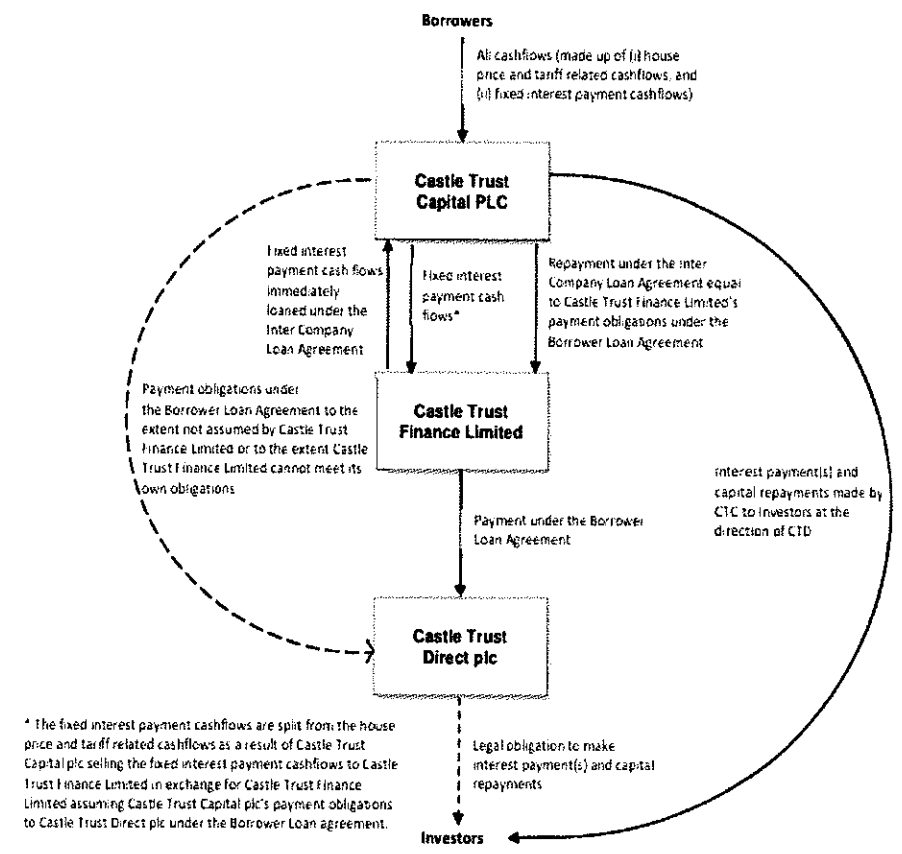 Borrowers
All cashflows (made up of (i) house
price and tariff related cashflows, and
(ii) fixed interest payment cashflows)
Castle Trust
Capital PLC
Fixed interest
payment cash flows
immediately
loaned under the
Inter Company
Loan Agreement
Fixed interest
payment cash
flows*
Repayment under the Inter
Company Loan Agreement equal
to Castle Trust Finance Limited's
payment obligations under the
Borrower Loan Agreement
Payment obligations under
the Borrower Loan Agreement to the
extent not assumed by Castle Trust
Finance Limited or to the extent Castle
Trust Finance Limited cannot meet its
own obligations
Castle Trust
Finance Limited
Interest payment(s) and
capital repayments made by
CTC to Investors at the
direction of CTD
Payment under the Borrower
Loan Agreement
Castle Trust
Direct plc
* The fixed interest payment cashflows are split from the house
price and tariff related cashflows as a result of Castle Trust
Capital plc selling the fixed interest payment cashflows to Castle
Trust Finance Limited in exchange for Castle Trust Finance
Limited assuming Castle Trust Capital plc's payment obligations
to Castle Trust Direct plc under the Borrower Loan agreement.
Legal obligation to make
interest payment(s) and capital
repayments
Investors